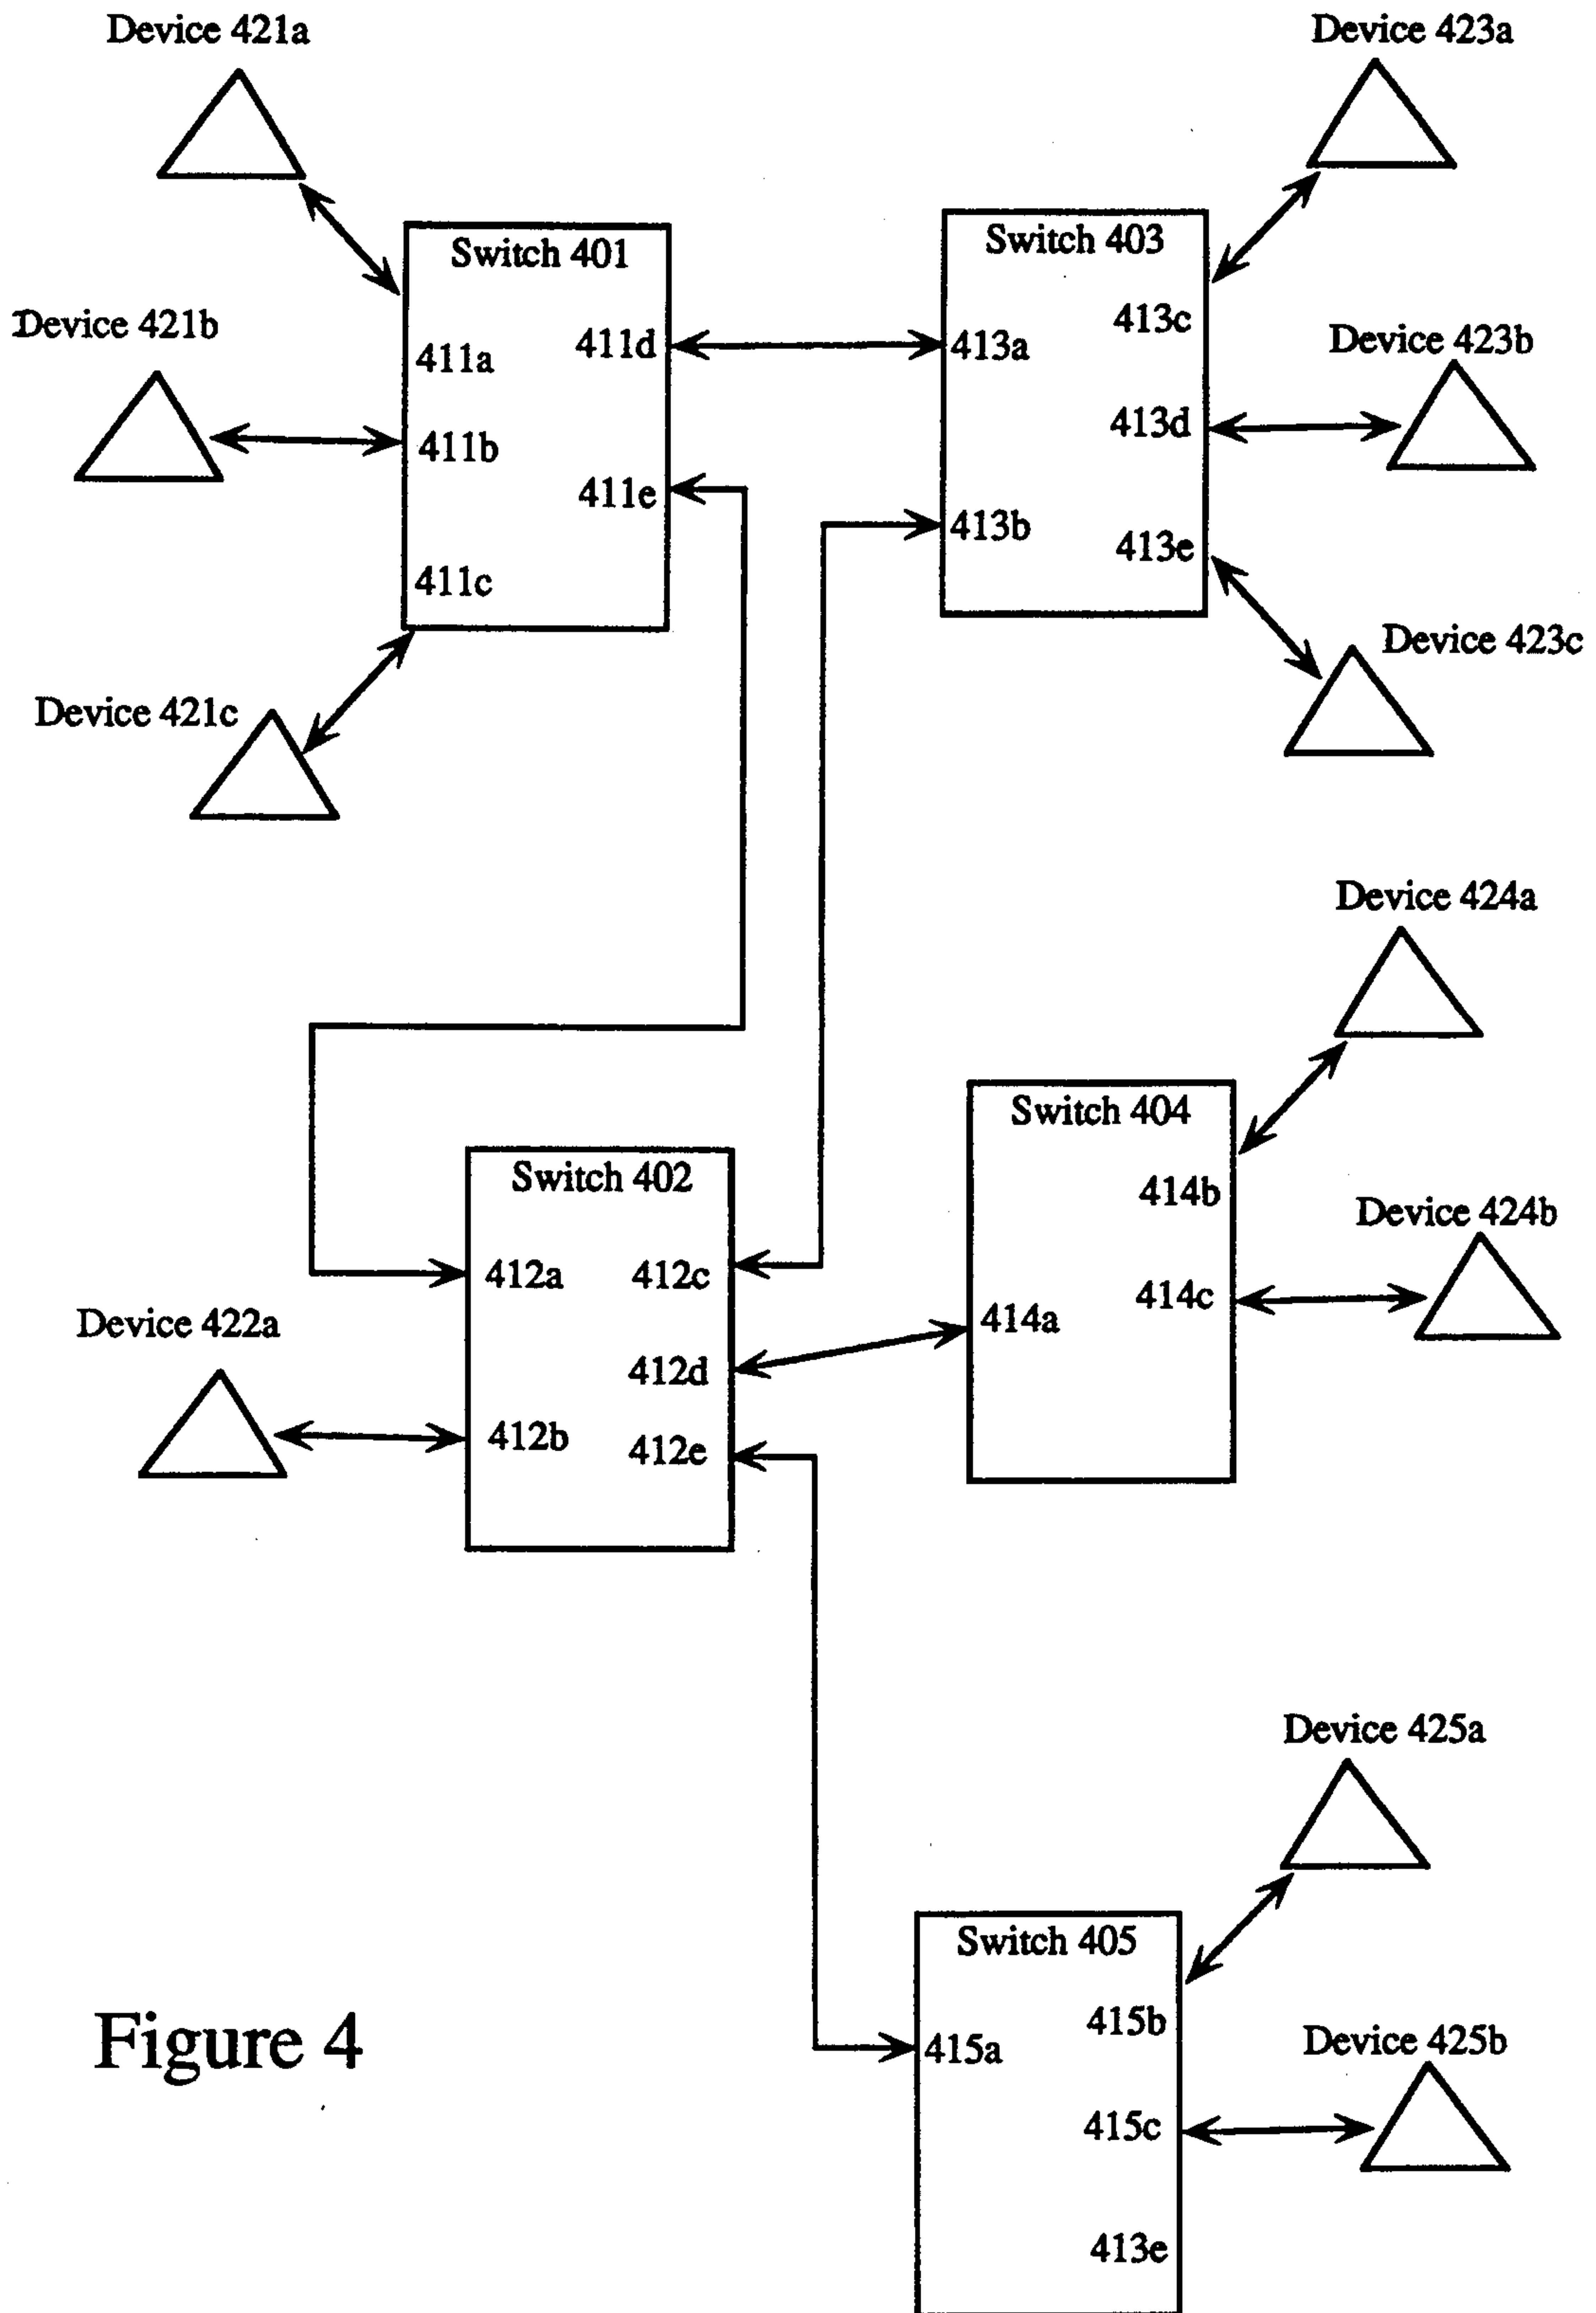 Device 421a
Device 423a
Switch 401
Switch 403
Device 421b
411a
411d
413a
413c
Device 423b
411b
413d
411e
413b
413e
411c
Device 423c
Device 421c
Device 424a
Switch 404
Switch 402
414b
Device 424b
412a
412c
414c
Device 422a
414a
412d
412b
412e
Device 425a
Switch 405
415b
Figure 4
415a
Device 425b
415c
413e